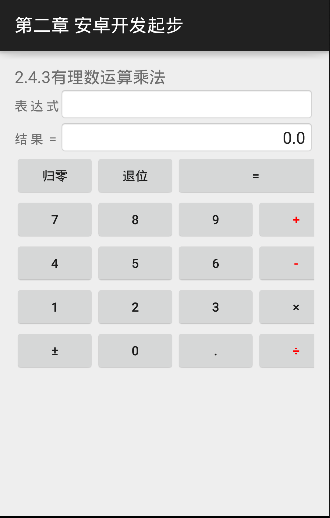 第二章 安卓开发起步
2.4.3有理数运算乘法
表达式
结果 = 0.0
归零 退位 =
7 8 9 +
4 5 6 -
1 2 3 ×
± 0 . ÷